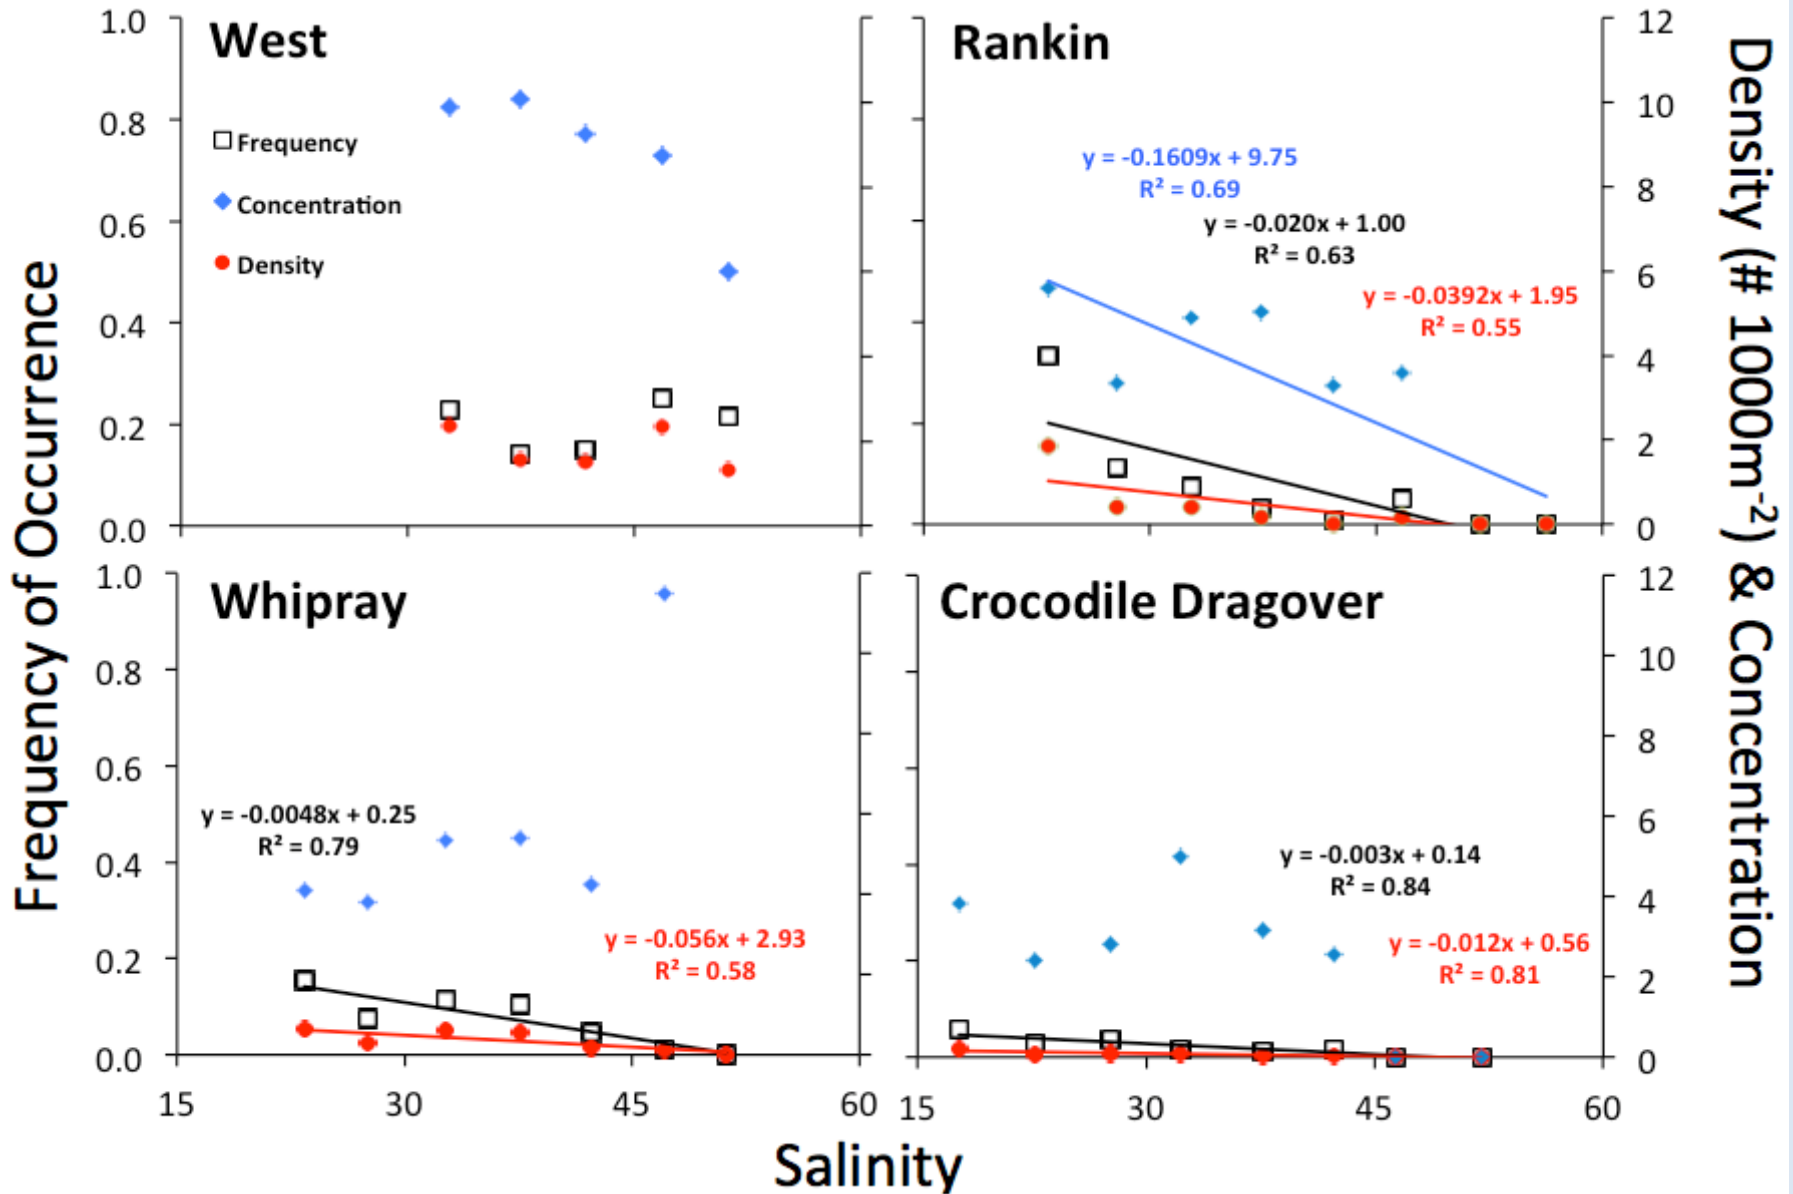 Frequency of Occurrence
1.0
0.8
0.6
0.4
0.2
0.0
West
Frequency
Concentration
Density
Rankin
y = -0.1609x + 9.75
R² = 0.69
y = -0.020x + 1.00
R² = 0.63
y = -0.0392x + 1.95
R² = 0.55
12
10
8
6
4
2
0
Density (# 1000m⁻²) & Concentration
1.0
0.8
0.6
0.4
0.2
0.0
Whipray
y = -0.0048x + 0.25
R² = 0.79
y = -0.056x + 2.93
R² = 0.58
15 30 45 60
Crocodile Dragover
y = -0.003x + 0.14
R² = 0.84
y = -0.012x + 0.56
R² = 0.81
12
10
8
6
4
2
0
15 30 45 60
Salinity